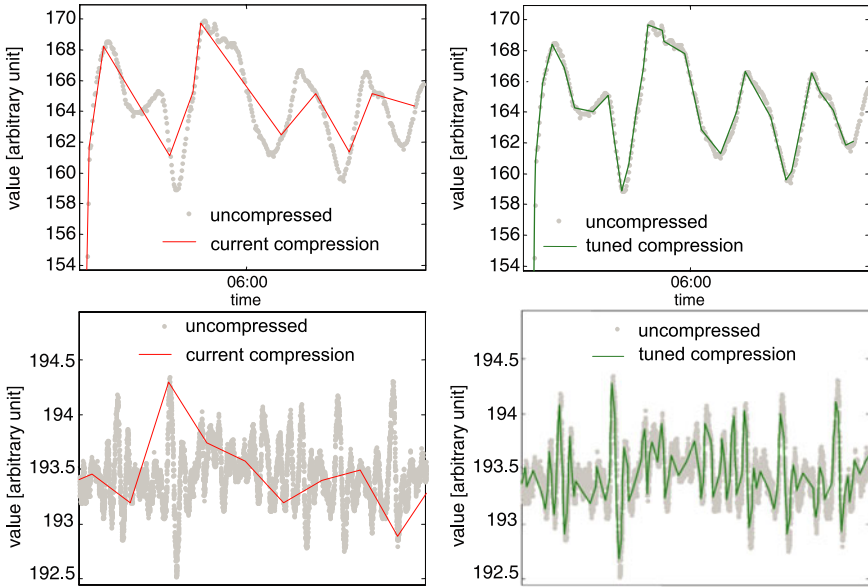 170
168
166
164
162
160
158
156
154
value [arbitrary unit]
uncompressed
current compression
06:00
time
170
168
166
164
162
160
158
156
154
value [arbitrary unit]
uncompressed
tuned compression
06:00
time
194.5
194
193.5
193
192.5
value [arbitrary unit]
uncompressed
current compression
194.5
194
193.5
193
192.5
value [arbitrary unit]
uncompressed
tuned compression